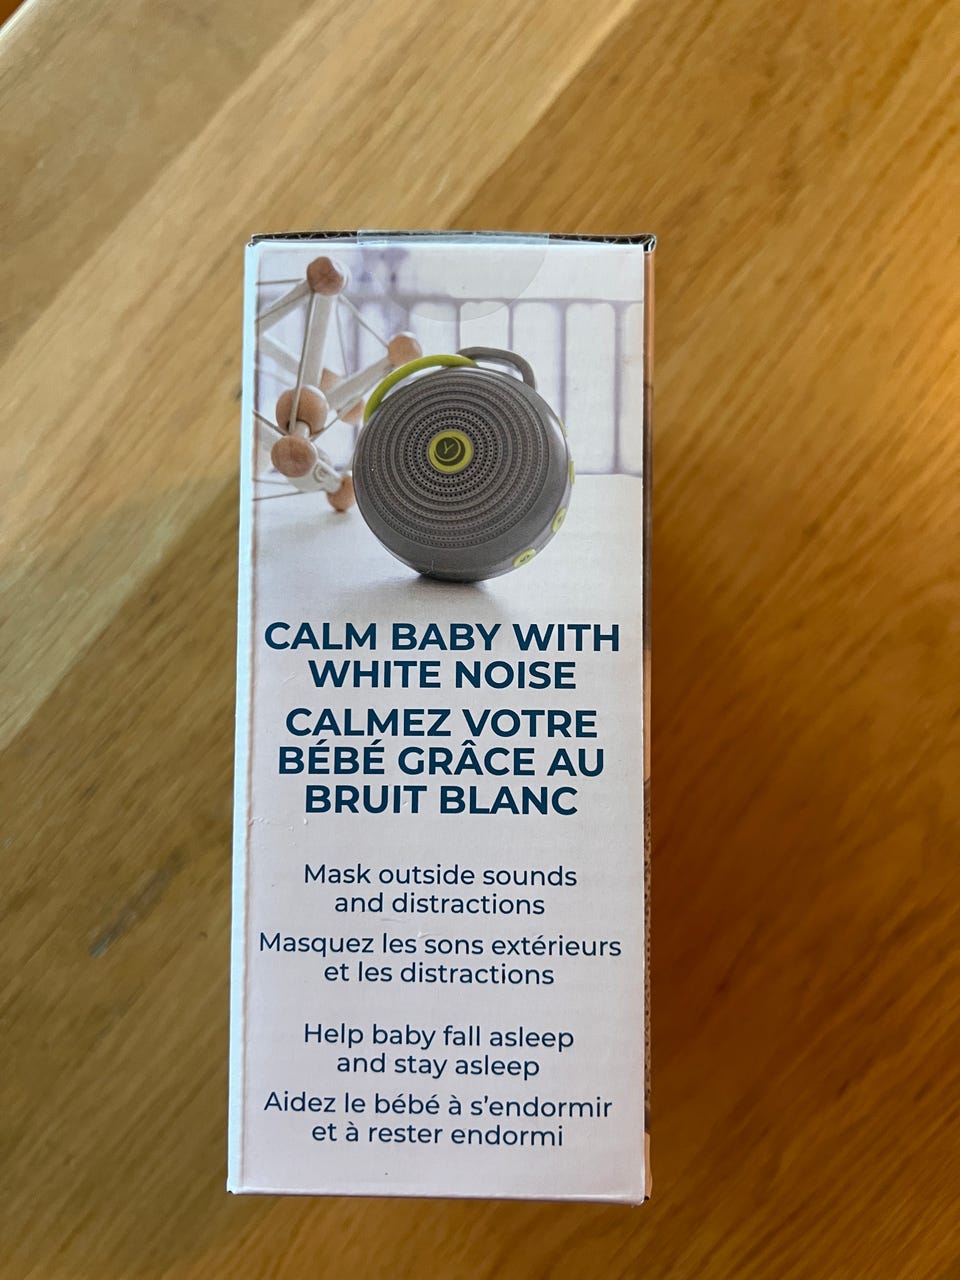 CALM BABY WITH
WHITE NOISE
CALMEZ VOTRE
BÉBÉ GRÂCE AU
BRUIT BLANC
Mask outside sounds
and distractions
Masquez les sons extérieurs
et les distractions
Help baby fall asleep
and stay asleep
Aidez le bébé à s’endormir
et à rester endormi